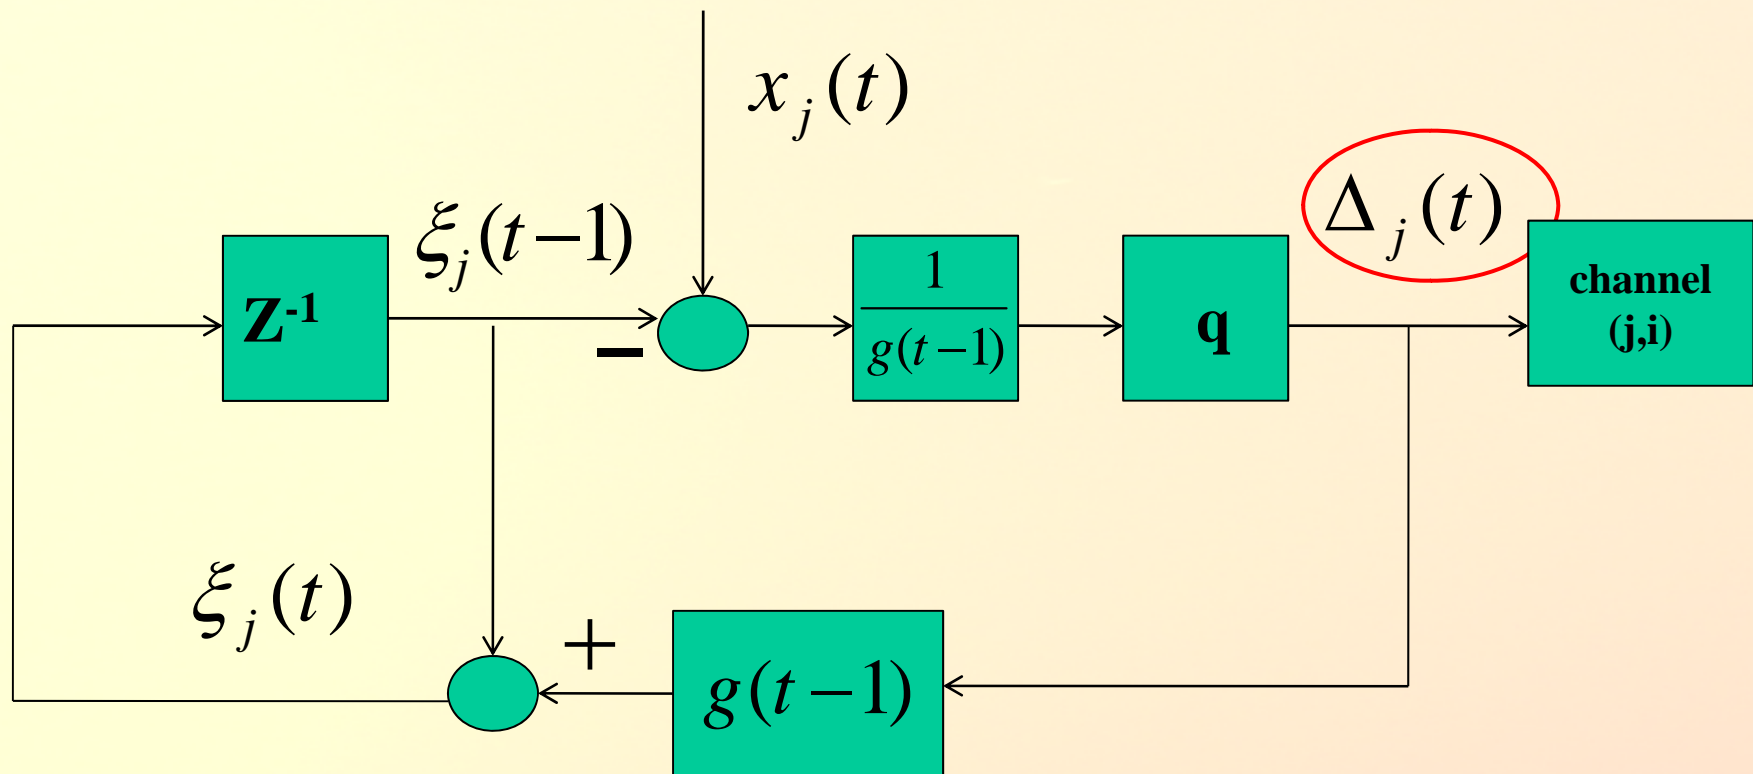 x_j(t)
ξ_j(t−1)
Δ_j(t)
Z⁻¹
−
1
g(t−1)
q
channel
(j,i)
ξ_j(t)
+
g(t−1)